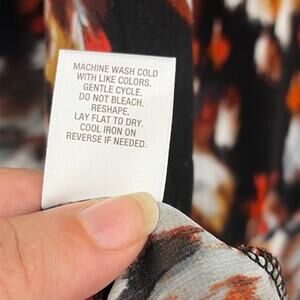 MACHINE WASH COLD
WITH LIKE COLORS.
GENTLE CYCLE.
DO NOT BLEACH.
RESHAPE.
LAY FLAT TO DRY.
COOL IRON ON
REVERSE IF NEEDED.